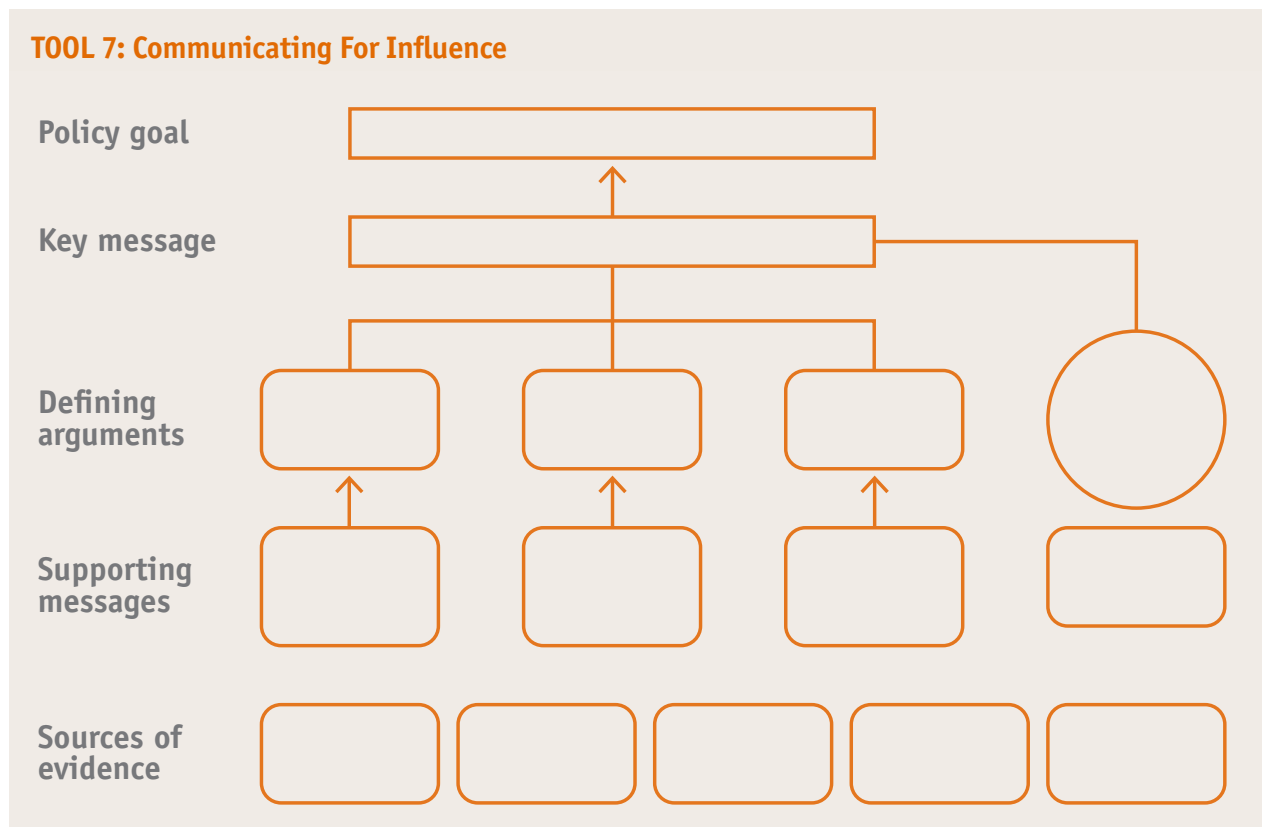 TOOL 7: Communicating For Influence
Policy goal
Key message
Defining
arguments
Supporting
messages
Sources of
evidence